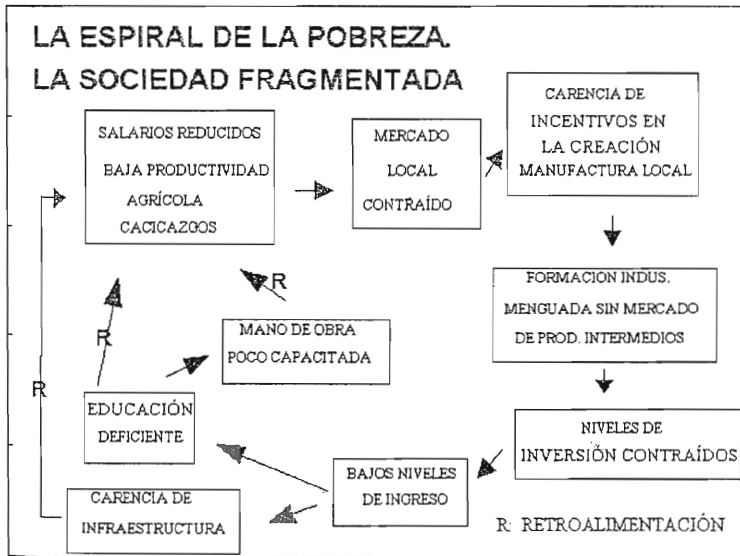 LA ESPIRAL DE LA POBREZA.
LA SOCIEDAD FRAGMENTADA
SALARIOS REDUCIDOS
BAJA PRODUCTIVIDAD
AGRÍCOLA
CACICAZGOS
MERCADO
LOCAL
CONTRAÍDO
CARENCIA DE
INCENTIVOS EN
LA CREACIÓN
MANUFACTURA LOCAL
FORMACION INDUS.
MENGUADA SIN MERCADO
DE PROD. INTERMEDIOS
NIVELES DE
INVERSIÓN CONTRAÍDOS
BAJOS NIVELES
DE INGRESO
R
MANO DE OBRA
POCO CAPACITADA
R
EDUCACIÓN
DEFICIENTE
R
CARENCIA DE
INFRAESTRUCTURA
R: RETROALIMENTACIÓN